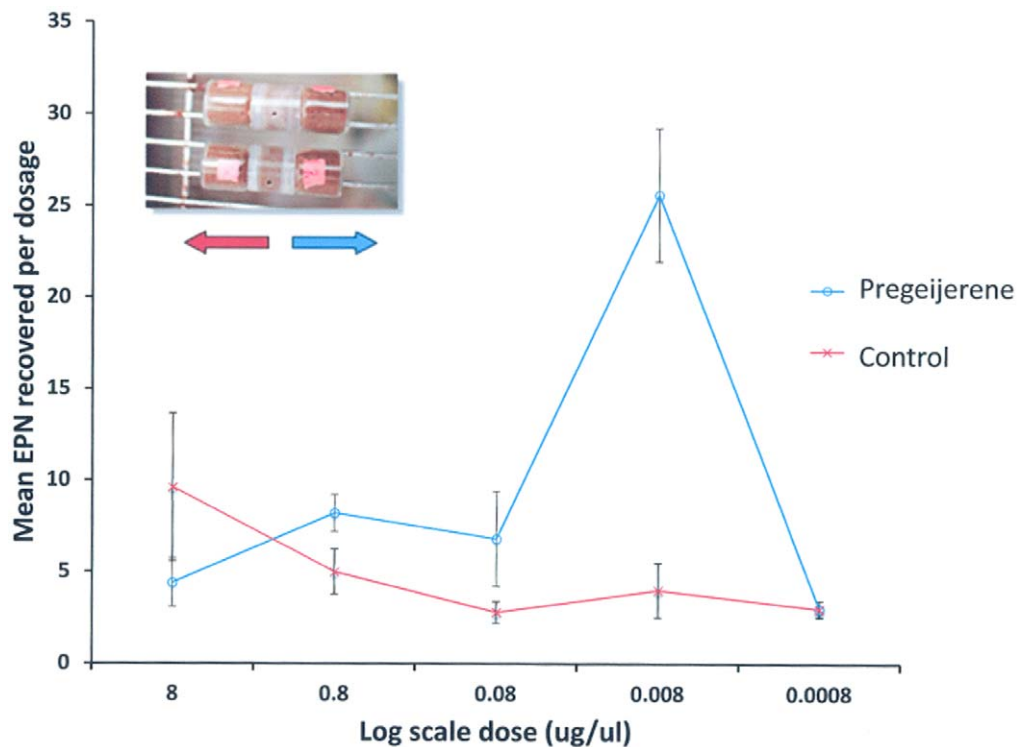 35
30
25
20
15
10
5
0
Mean EPN recovered per dosage
Pregeijerene
Control
8 0.8 0.08 0.008 0.0008
Log scale dose (ug/ul)